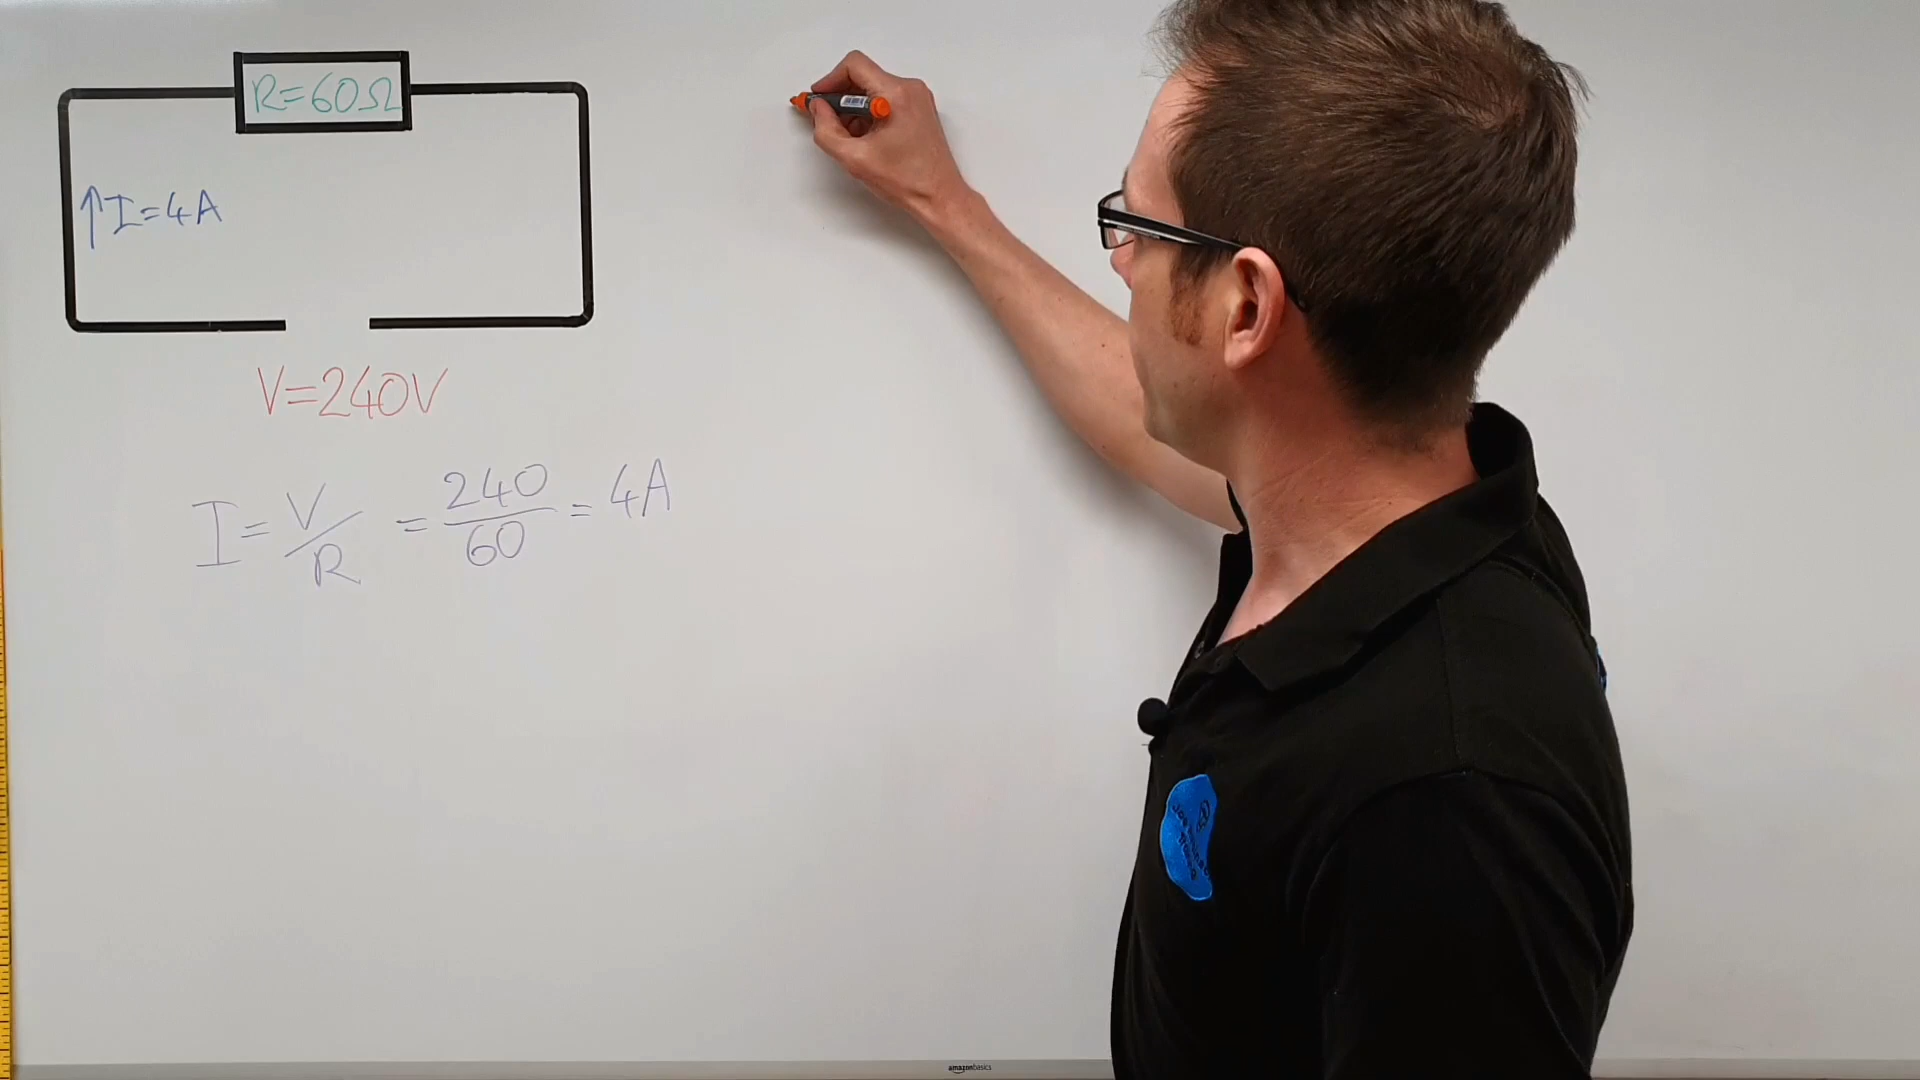 R=60Ω
↑I=4A
V=240V
I = V/R = 240/60 = 4A
amazonbasics